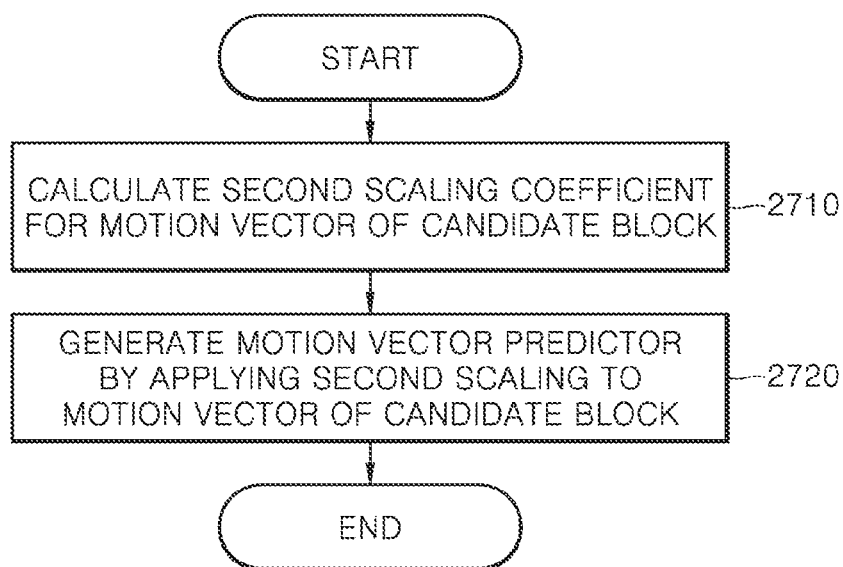 START
CALCULATE SECOND SCALING COEFFICIENT
FOR MOTION VECTOR OF CANDIDATE BLOCK
2710
GENERATE MOTION VECTOR PREDICTOR
BY APPLYING SECOND SCALING TO
MOTION VECTOR OF CANDIDATE BLOCK
2720
END